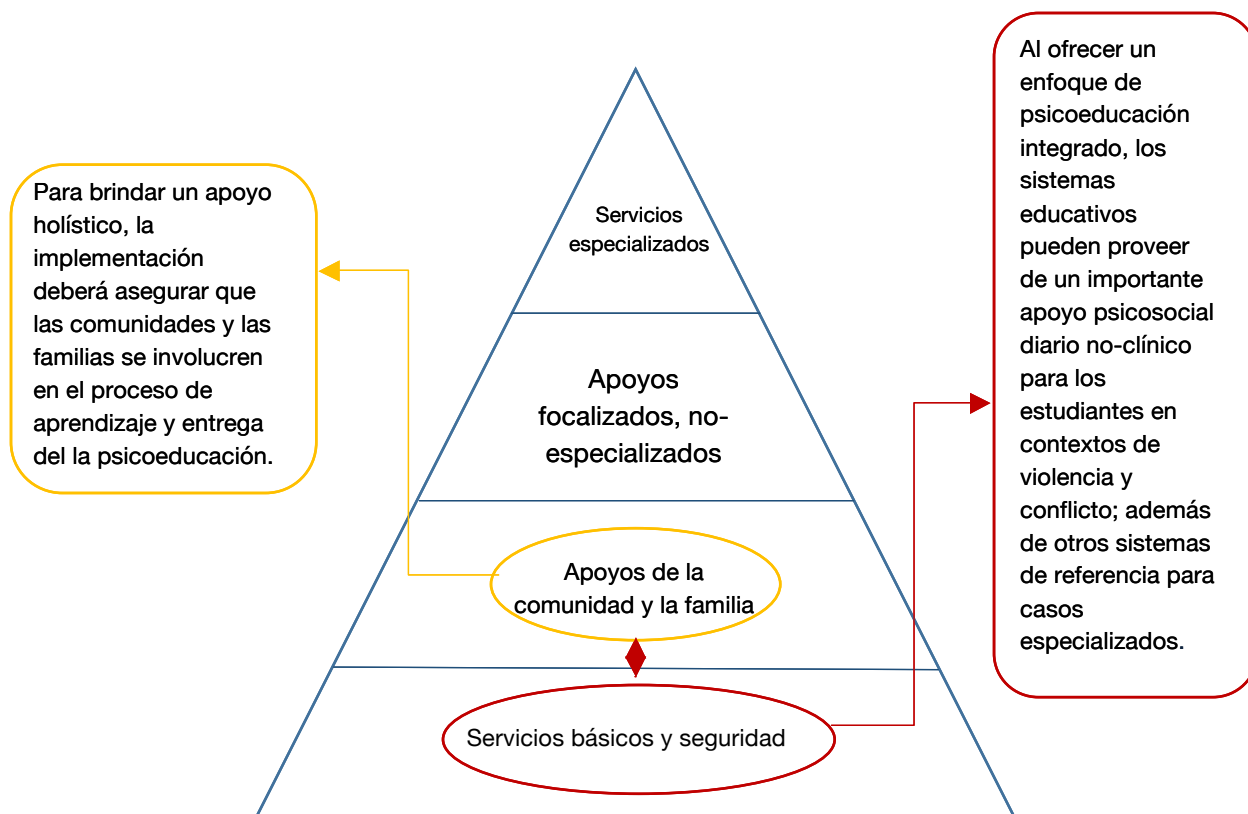 Para brindar un apoyo
holístico, la
implementación
deberá asegurar que
las comunidades y las
familias se involucren
en el proceso de
aprendizaje y entrega
del la psicoeducación.
Servicios
especializados
Apoyos
focalizados, no-
especializados
Apoyos de la
comunidad y la familia
Servicios básicos y seguridad
Al ofrecer un
enfoque de
psicoeducación
integrado, los
sistemas
educativos
pueden proveer
de un importante
apoyo psicosocial
diario no-clínico
para los
estudiantes en
contextos de
violencia y
conflicto; además
de otros sistemas
de referencia para
casos
especializados.